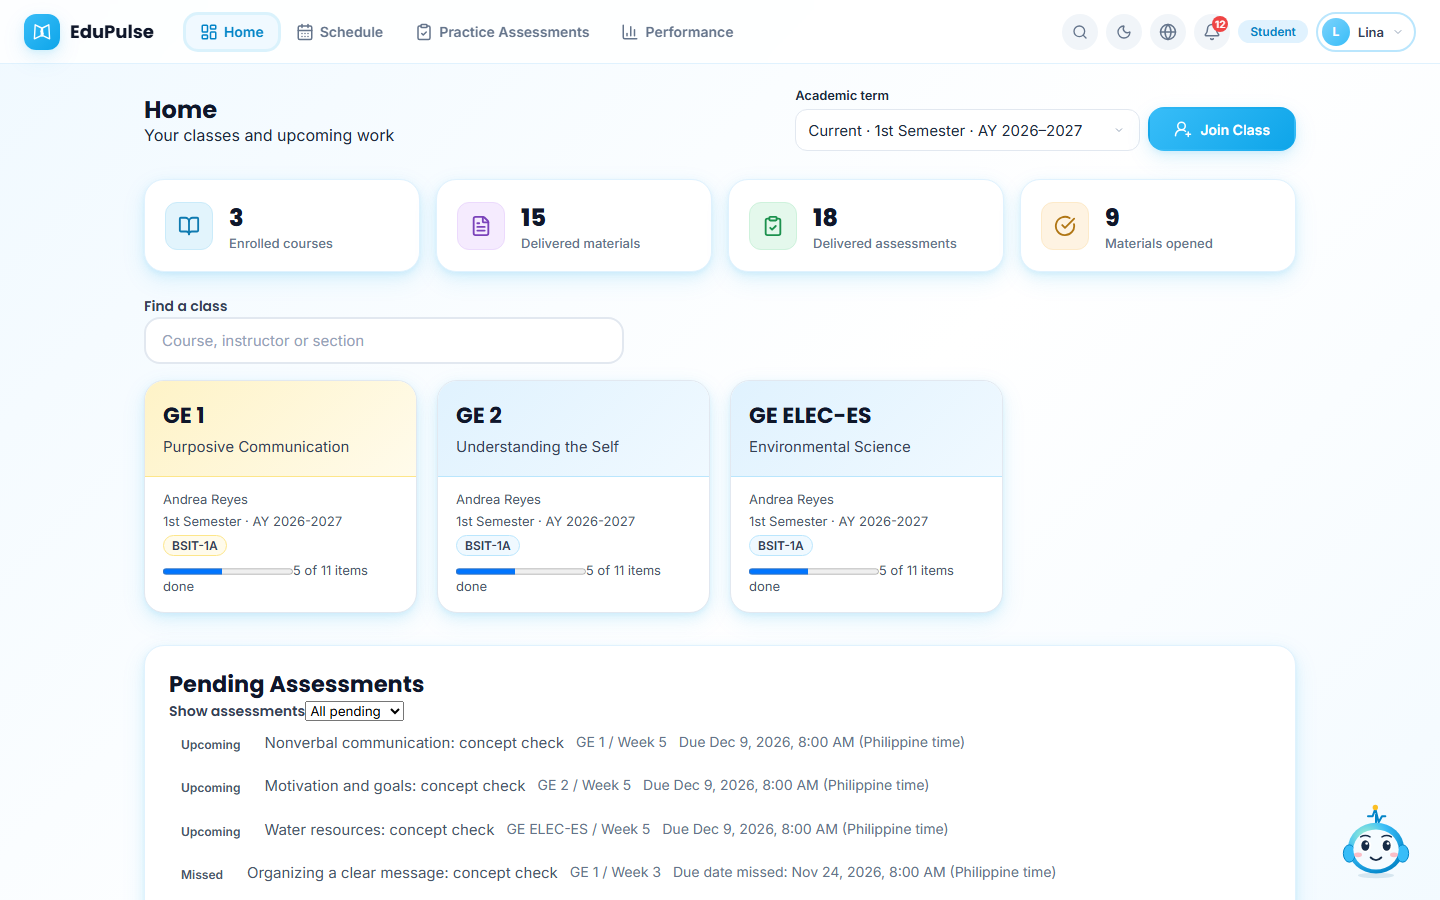 EduPulse
Home
Schedule
Practice Assessments
Performance
12
Student
L
Lina
Home
Your classes and upcoming work
Academic term
Current · 1st Semester · AY 2026–2027
Join Class
3
Enrolled courses
15
Delivered materials
18
Delivered assessments
9
Materials opened
Find a class
Course, instructor or section
GE 1
Purposive Communication
Andrea Reyes
1st Semester · AY 2026-2027
BSIT-1A
5 of 11 items
done
GE 2
Understanding the Self
Andrea Reyes
1st Semester · AY 2026-2027
BSIT-1A
5 of 11 items
done
GE ELEC-ES
Environmental Science
Andrea Reyes
1st Semester · AY 2026-2027
BSIT-1A
5 of 11 items
done
Pending Assessments
Show assessments All pending
Upcoming Nonverbal communication: concept check GE 1 / Week 5 Due Dec 9, 2026, 8:00 AM (Philippine time)
Upcoming Motivation and goals: concept check GE 2 / Week 5 Due Dec 9, 2026, 8:00 AM (Philippine time)
Upcoming Water resources: concept check GE ELEC-ES / Week 5 Due Dec 9, 2026, 8:00 AM (Philippine time)
Missed Organizing a clear message: concept check GE 1 / Week 3 Due date missed: Nov 24, 2026, 8:00 AM (Philippine time)